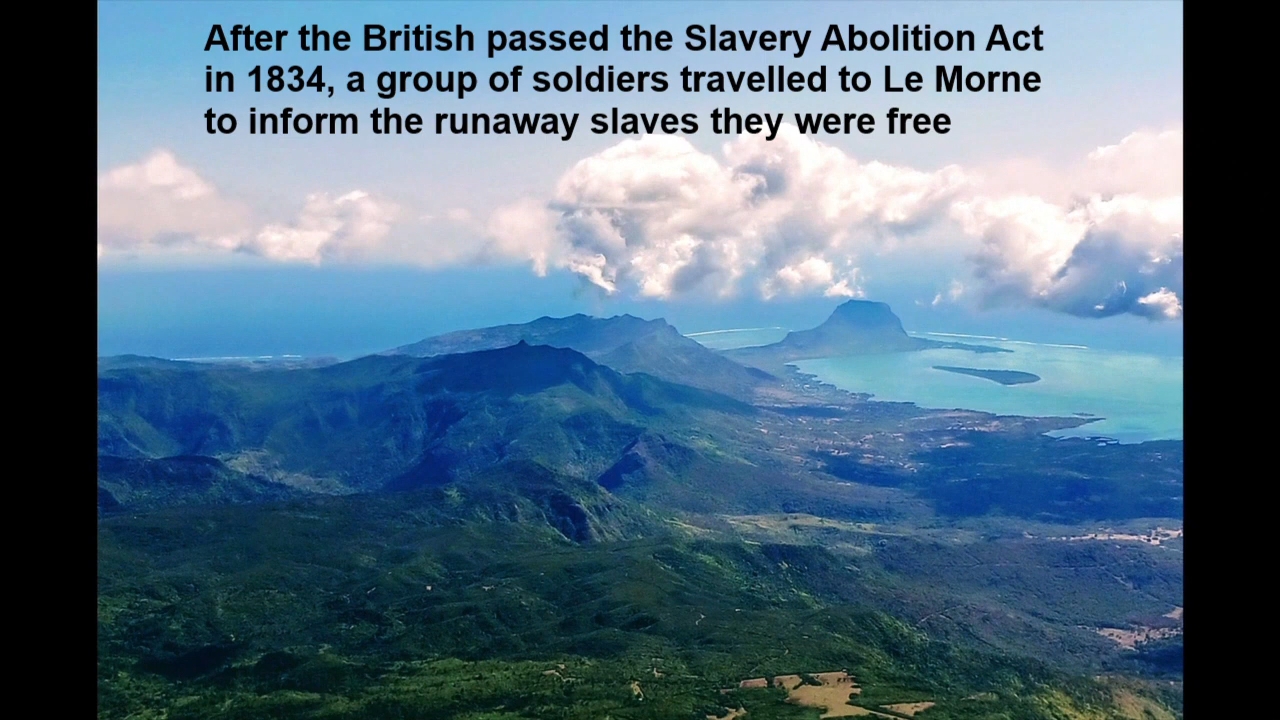 After the British passed the Slavery Abolition Act
in 1834, a group of soldiers travelled to Le Morne
to inform the runaway slaves they were free